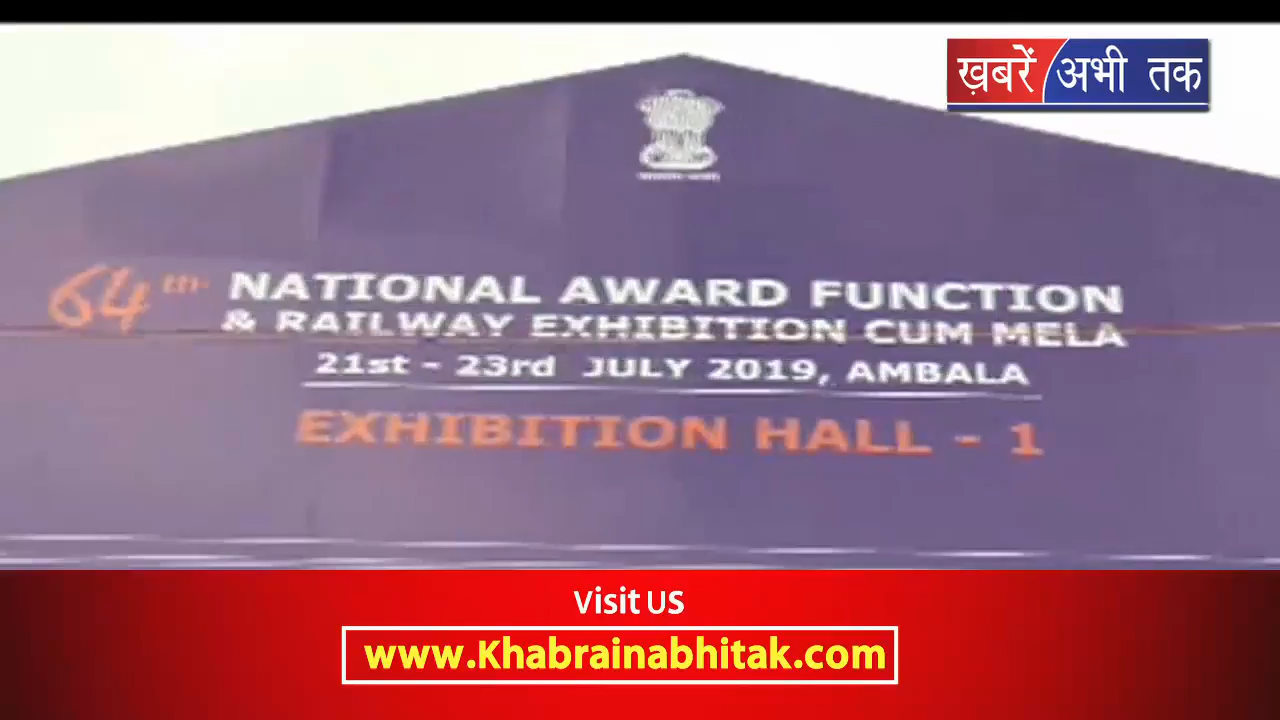 ख़बरें अभी तक
64th NATIONAL AWARD FUNCTION
& RAILWAY EXHIBITION CUM MELA
21st - 23rd JULY 2019, AMBALA
EXHIBITION HALL - 1
Visit US
www.Khabrainabhitak.com